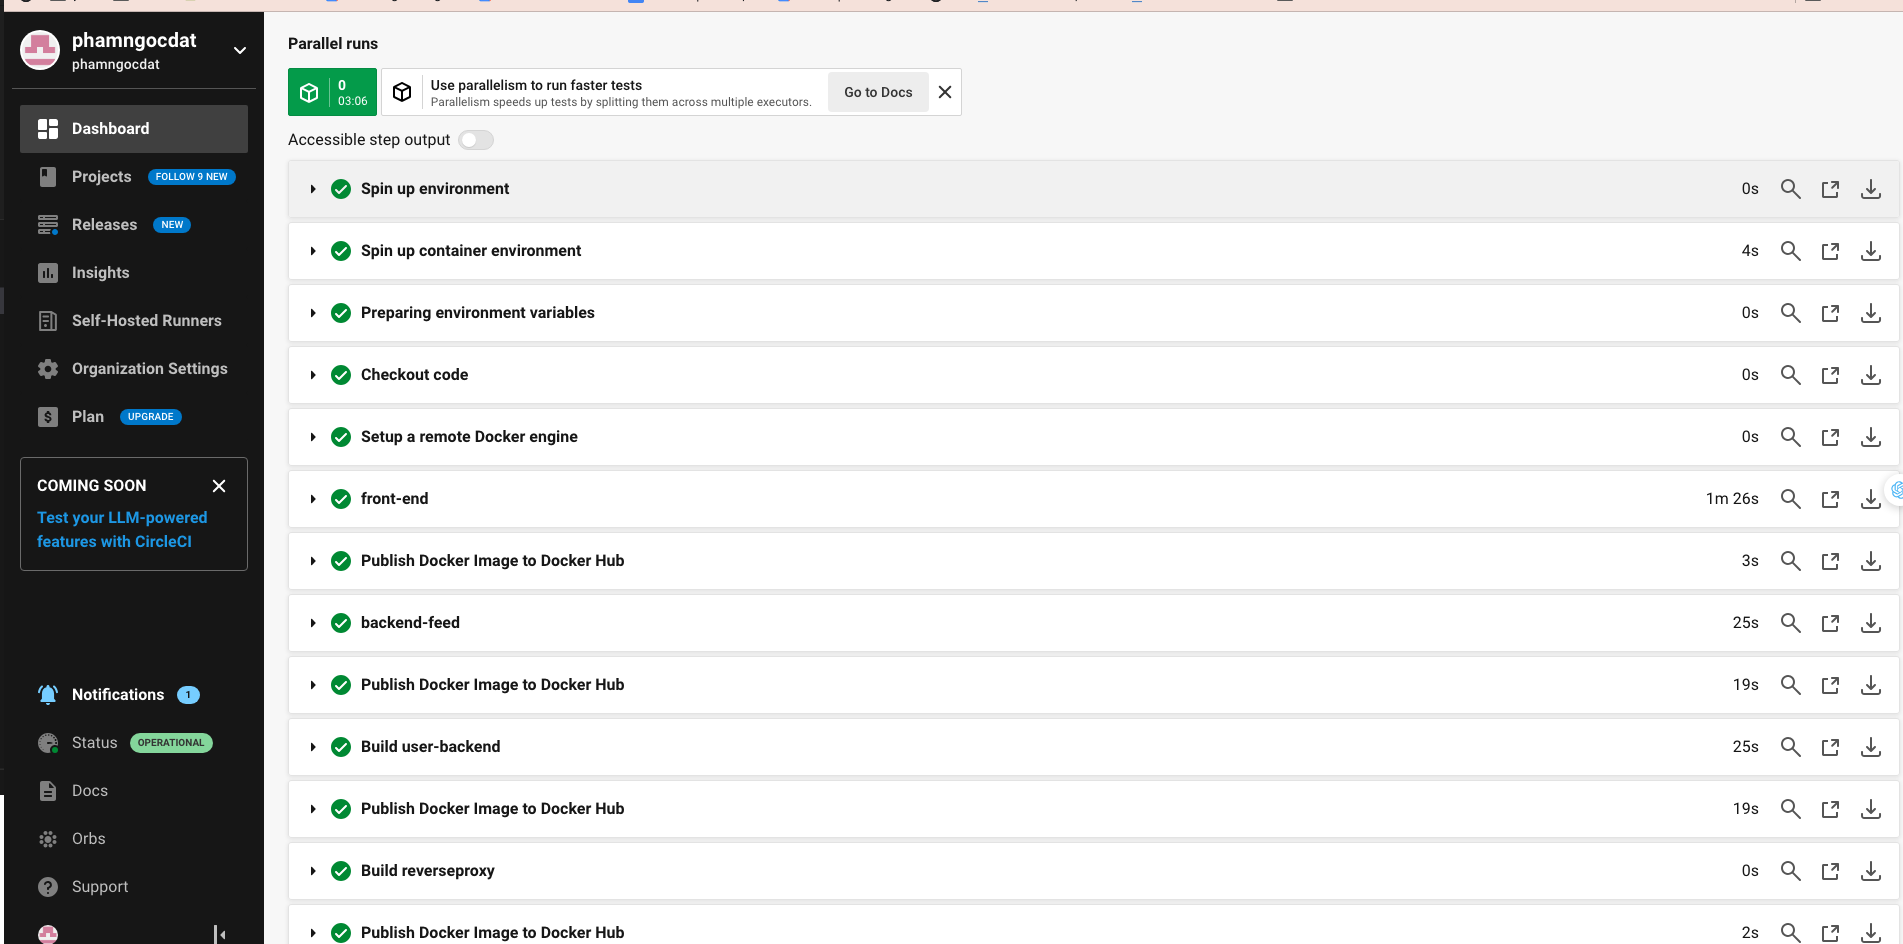 phamngocdat
phamngocdat
Dashboard
Projects FOLLOW 9 NEW
Releases NEW
Insights
Self-Hosted Runners
Organization Settings
Plan UPGRADE
COMING SOON
Test your LLM-powered
features with CircleCI
Notifications 1
Status OPERATIONAL
Docs
Orbs
Support
Parallel runs
0
03:06
Use parallelism to run faster tests
Parallelism speeds up tests by splitting them across multiple executors.
Go to Docs
Accessible step output
Spin up environment 0s
Spin up container environment 4s
Preparing environment variables 0s
Checkout code 0s
Setup a remote Docker engine 0s
front-end 1m 26s
Publish Docker Image to Docker Hub 3s
backend-feed 25s
Publish Docker Image to Docker Hub 19s
Build user-backend 25s
Publish Docker Image to Docker Hub 19s
Build reverseproxy 0s
Publish Docker Image to Docker Hub 2s